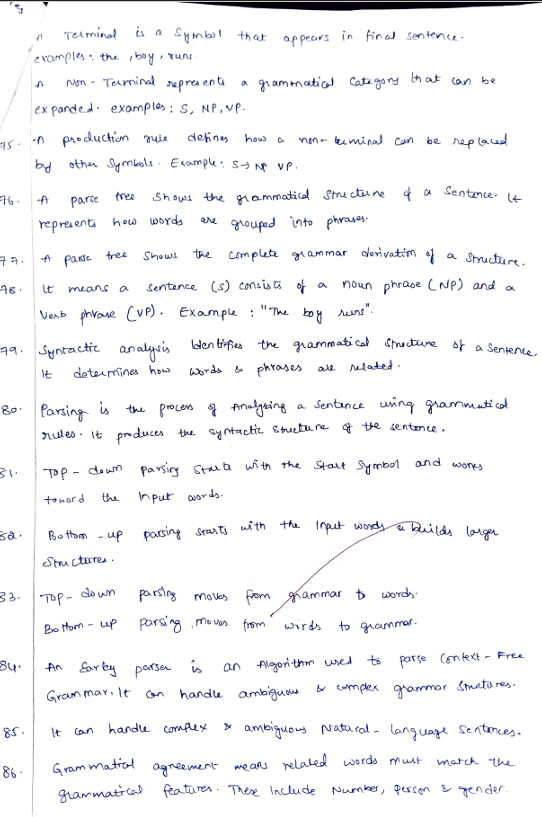 A Terminal is a Symbol that appears in final sentence.
examples: the, boy, runs.
A Non-Terminal represents a grammatical Category that can be
expanded. examples: S, NP, VP.
75. A production rule defines how a non-terminal can be replaced
by other Symbols. Example: S→ NP VP.
76. A parse tree Shows the grammatical Structure of a Sentence. It
represents how words are grouped into phrases.
77. A parse tree Shows the complete grammar derivation of a Structure.
78. It means a sentence (S) consists of a noun phrase (NP) and a
Verb phrase (VP). Example: "The boy runs".
79. Syntactic analysis Identifies the grammatical structure of a Sentence.
It determines how words & phrases are related.
80. Parsing is the process of Analyzing a Sentence using grammatical
rules. It produces the Syntactic Structure of the sentence.
81. Top-down parsing Starts with the Start Symbol and works
toword the Input words.
82. Bottom-up parsing starts with the Input words & builds larger
Structures.
83. Top-down parsing moves from grammar to words.
Bottom-up parsing moves from wirds to grammar.
84. An Earley parser is an Algorithm used to parse Context-Free
Grammar. It can handle ambiguous & complex grammar Structures.
85. It can handle complex & ambiguous Natural-language Sentences.
86. Grammatical agreement means related words must match the
grammatical features. These Include Number, person & gender.